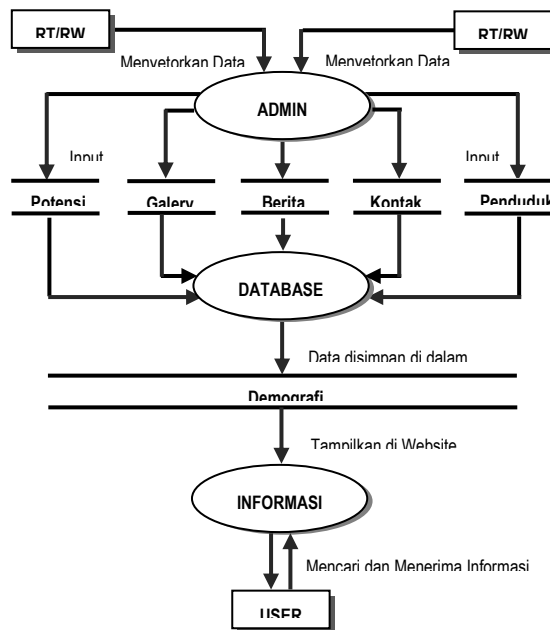 RT/RW
RT/RW
Menyetorkan Data
Menyetorkan Data
ADMIN
Input
Input
Potensi
Galery
Berita
Kontak
Penduduk
DATABASE
Data disimpan di dalam
Demografi
Tampilkan di Website
INFORMASI
Mencari dan Menerima Informasi
USER